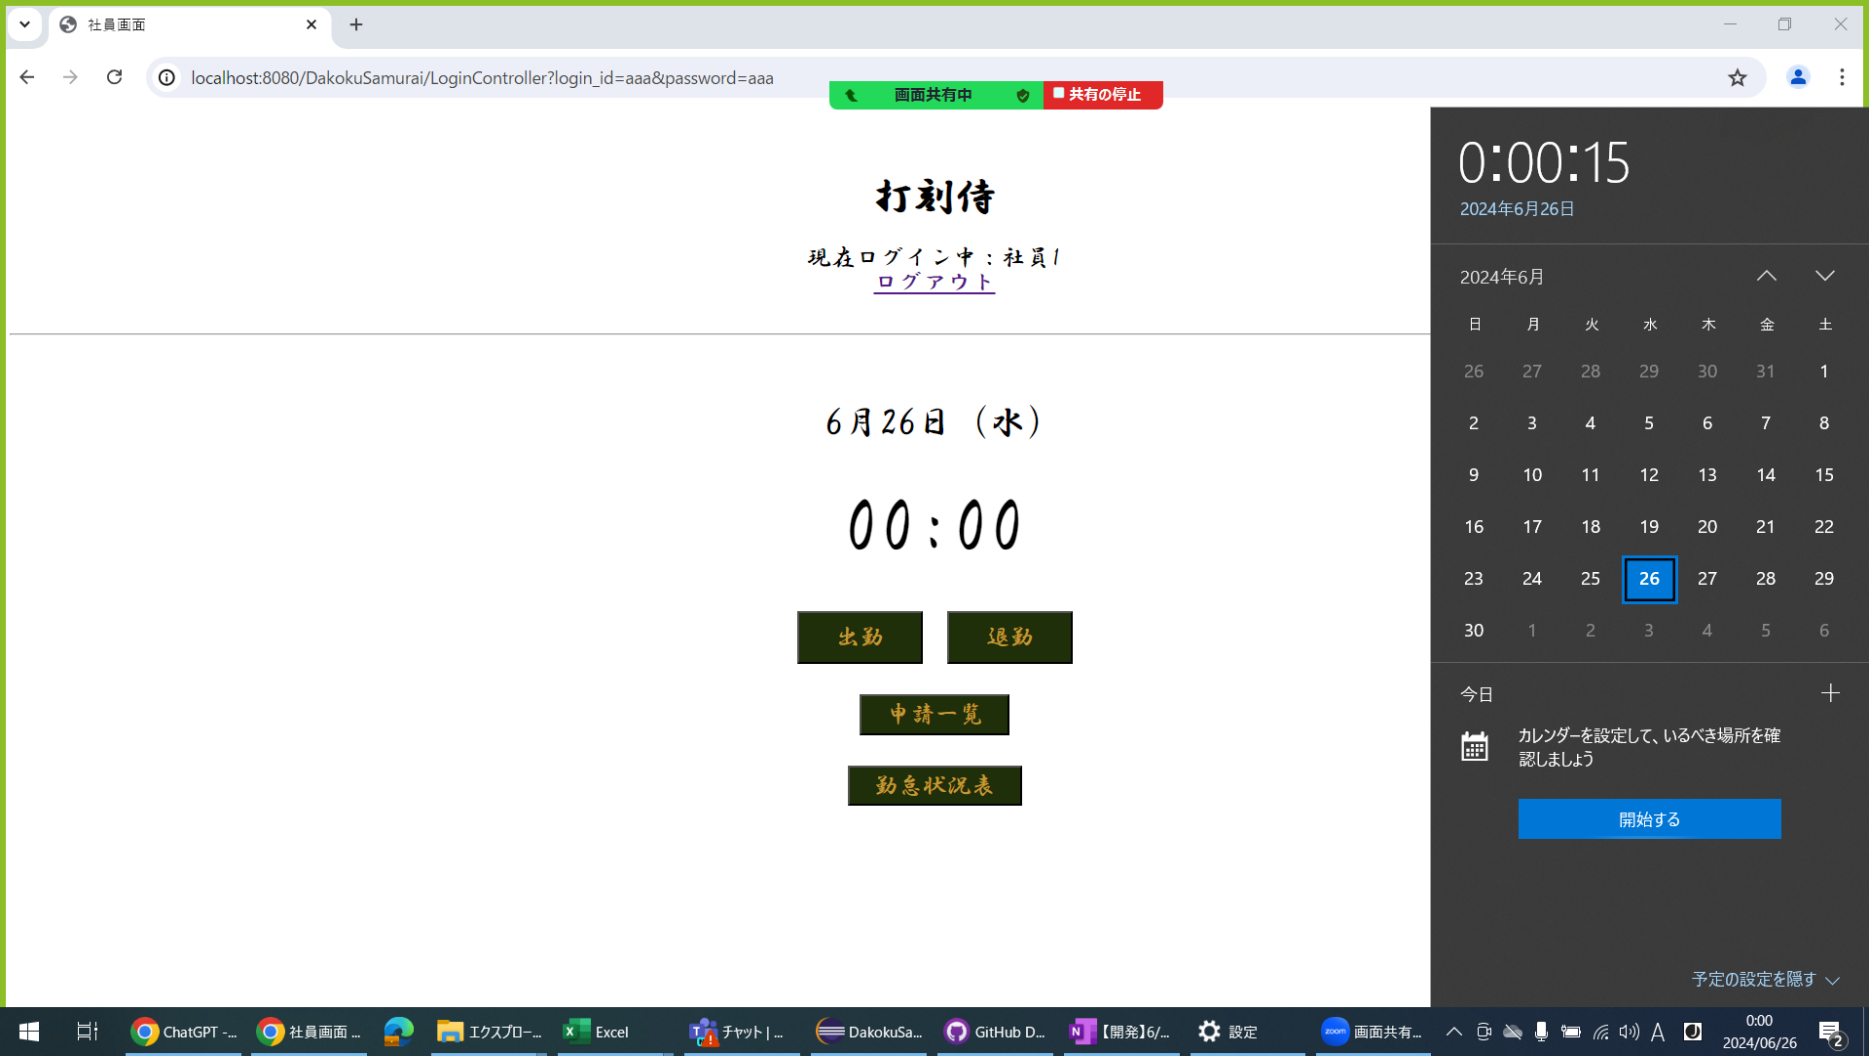 社員画面
localhost:8080/DakokuSamurai/LoginController?login_id=aaa&password=aaa
画面共有中
共有の停止
打刻侍
現在ログイン中：社員1
ログアウト
6月26日（水）
00:00
出勤
退勤
申請一覧
勤怠状況表
0:00:15
2024年6月26日
2024年6月
日 月 火 水 木 金 土
26 27 28 29 30 31 1
2 3 4 5 6 7 8
9 10 11 12 13 14 15
16 17 18 19 20 21 22
23 24 25 26 27 28 29
30 1 2 3 4 5 6
今日
カレンダーを設定して、いるべき場所を確
認しましょう
開始する
予定の設定を隠す
ChatGPT -...
社員画面 ...
エクスプロー...
Excel
チャット | ...
DakokuSa...
GitHub D...
【開発】6/...
設定
zoom
画面共有...
A
0:00
2024/06/26
2